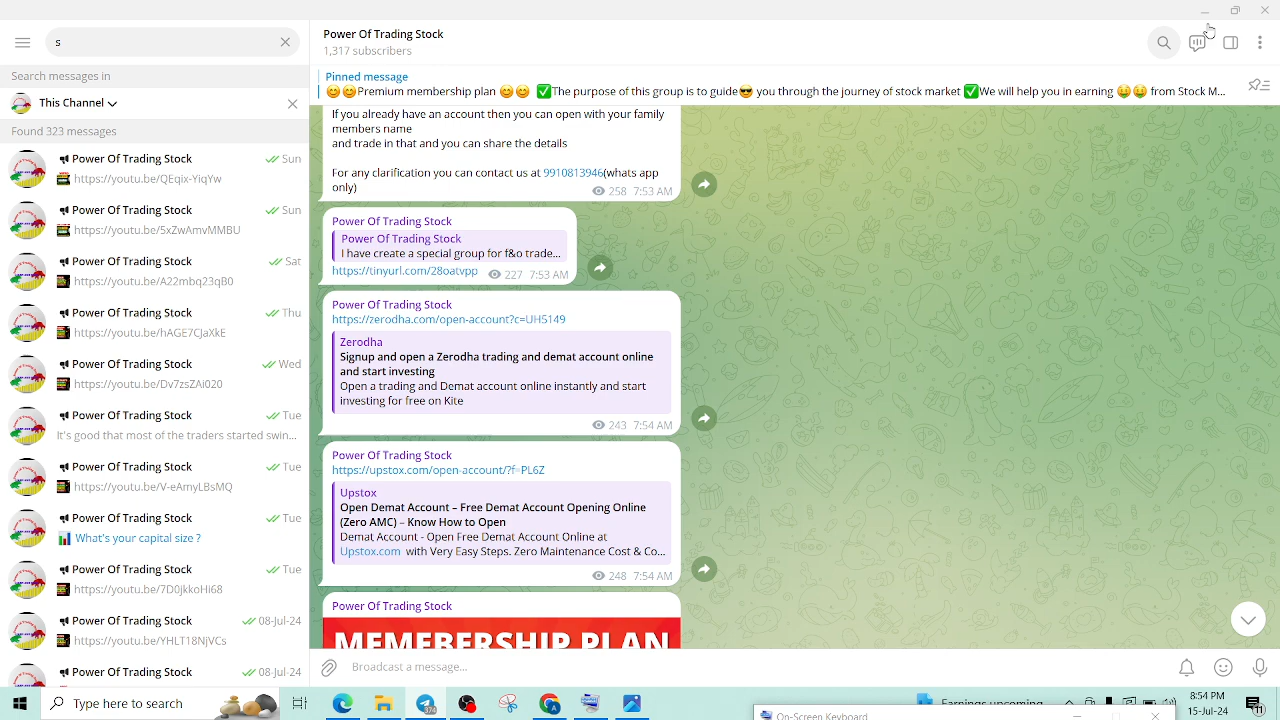 s
Search messages in
This Channel
Found 323 messages
Power Of Trading Stock Sun
https://youtu.be/QEqix-YiqYw
Power Of Trading Stock Sun
https://youtu.be/5xZwAmvMMBU
Power Of Trading Stock Sat
https://youtu.be/k22mbq23qB0
Power Of Trading Stock Thu
https://youtu.be/hAGE7CJaXkE
Power Of Trading Stock Wed
https://youtu.be/Dv7zsZAi020
Power Of Trading Stock Tue
It's good that most of the traders started swin...
Power Of Trading Stock Tue
https://youtu.be/V-eAmyLBsMQ
Power Of Trading Stock Tue
What's your capital size ?
Power Of Trading Stock Tue
https://youtu.be/7D0jkkoHi68
Power Of Trading Stock 08-Jul-24
https://youtu.be/YHLT18NjVCs
Power Of Trading Stock 08-Jul-24
Power Of Trading Stock
1,317 subscribers
Pinned message
😊😊Premium membership plan 😊😊 ✅The purpose of this group is to guide😎 you through the journey of stock market ✅We will help you in earning 🤑🤑 from Stock M...
If you already have an account then you can open with your family
members name
and trade in that and you can share the details
For any clarification you can contact us at 9910813946(whats app
only) 258 7:53 AM
Power Of Trading Stock
Power Of Trading Stock
I have create a special group for f&o trade...
https://tinyurl.com/28oatvpp 227 7:53 AM
Power Of Trading Stock
https://zerodha.com/open-account?c=UH5149
Zerodha
Signup and open a Zerodha trading and demat account online
and start investing
Open a trading and Demat account online instantly and start
investing for free on Kite
243 7:54 AM
Power Of Trading Stock
https://upstox.com/open-account/?f=PL6Z
Upstox
Open Demat Account – Free Demat Account Opening Online
(Zero AMC) – Know How to Open
Demat Account - Open Free Demat Account Online at
Upstox.com with Very Easy Steps. Zero Maintenance Cost & Co...
248 7:54 AM
Power Of Trading Stock
MEMEBERSHIP PLAN
Broadcast a message...
Type here to search
Earnings upcoming
8:54 PM
On-Screen Keyboard